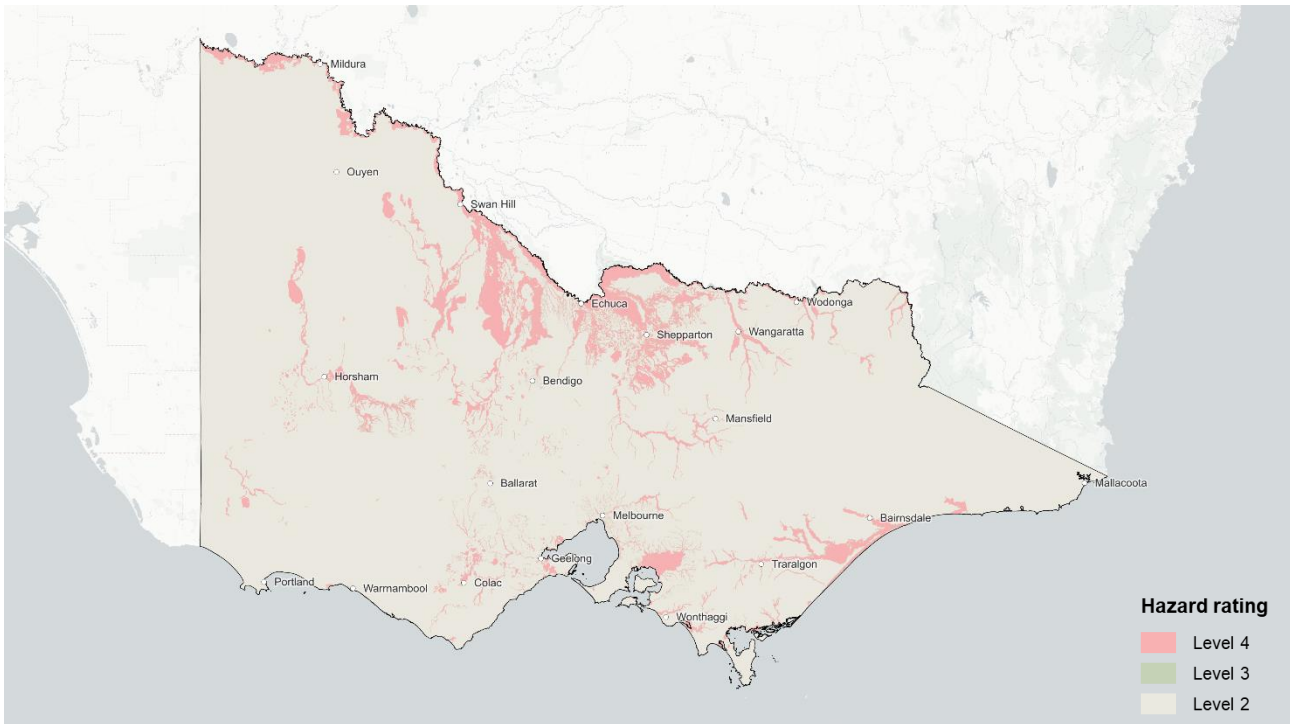 Mildura
Ouyen
Swan Hill
Echuca
Wodonga
Shepparton
Wangaratta
Horsham
Bendigo
Mansfield
Ballarat
Mallacoota
Melbourne
Bairnsdale
Geelong
Traralgon
Portland
Warrnambool
Colac
Wonthaggi
Hazard rating
Level 4
Level 3
Level 2